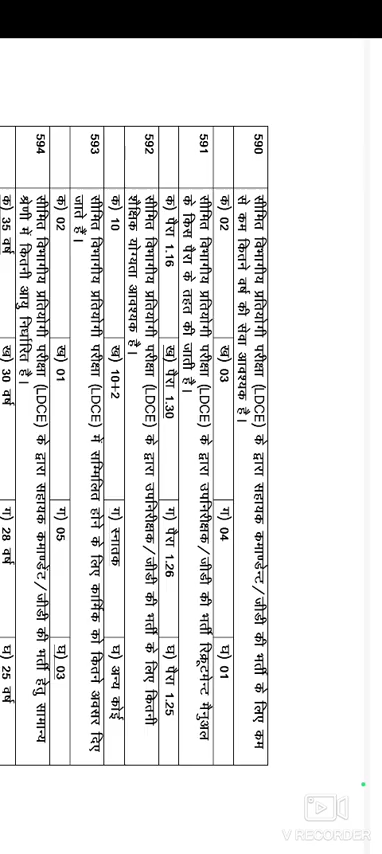 590 सीमित विभागीय प्रतियोगी परीक्षा (LDCE) के द्वारा सहायक कमाण्डेन्ट/जीडी की भर्ती के लिए कम
से कम कितने वर्ष की सेवा आवश्यक है।
क) 02 ख) 03 ग) 04 घ) 01
591 सीमित विभागीय प्रतियोगी परीक्षा (LDCE) के द्वारा उपनिरीक्षक/जीडी की भर्ती रिक्रूटमेन्ट मैनुअल
के किस पैरा के तहत की जाती है।
क) पैरा 1.16 ख) पैरा 1.30 ग) पैरा 1.26 घ) पैरा 1.25
592 सीमित विभागीय प्रतियोगी परीक्षा (LDCE) के द्वारा उपनिरीक्षक/जीडी की भर्ती के लिए कितनी
शैक्षिक योग्यता आवश्यक है।
क) 10 ख) 10+2 ग) स्नातक घ) अन्य कोई
593 सीमित विभागीय प्रतियोगी परीक्षा (LDCE) में सम्मिलित होने के लिए कार्मिक को कितने अवसर दिए
जाते हैं।
क) 02 ख) 01 ग) 05 घ) 03
594 सीमित विभागीय प्रतियोगी परीक्षा (LDCE) के द्वारा सहायक कमाण्डेंट/जीडी की भर्ती हेतु सामान्य
श्रेणी में कितनी आयु निर्धारित है।
क) 35 वर्ष ख) 30 वर्ष ग) 28 वर्ष घ) 25 वर्ष
V RECORDER